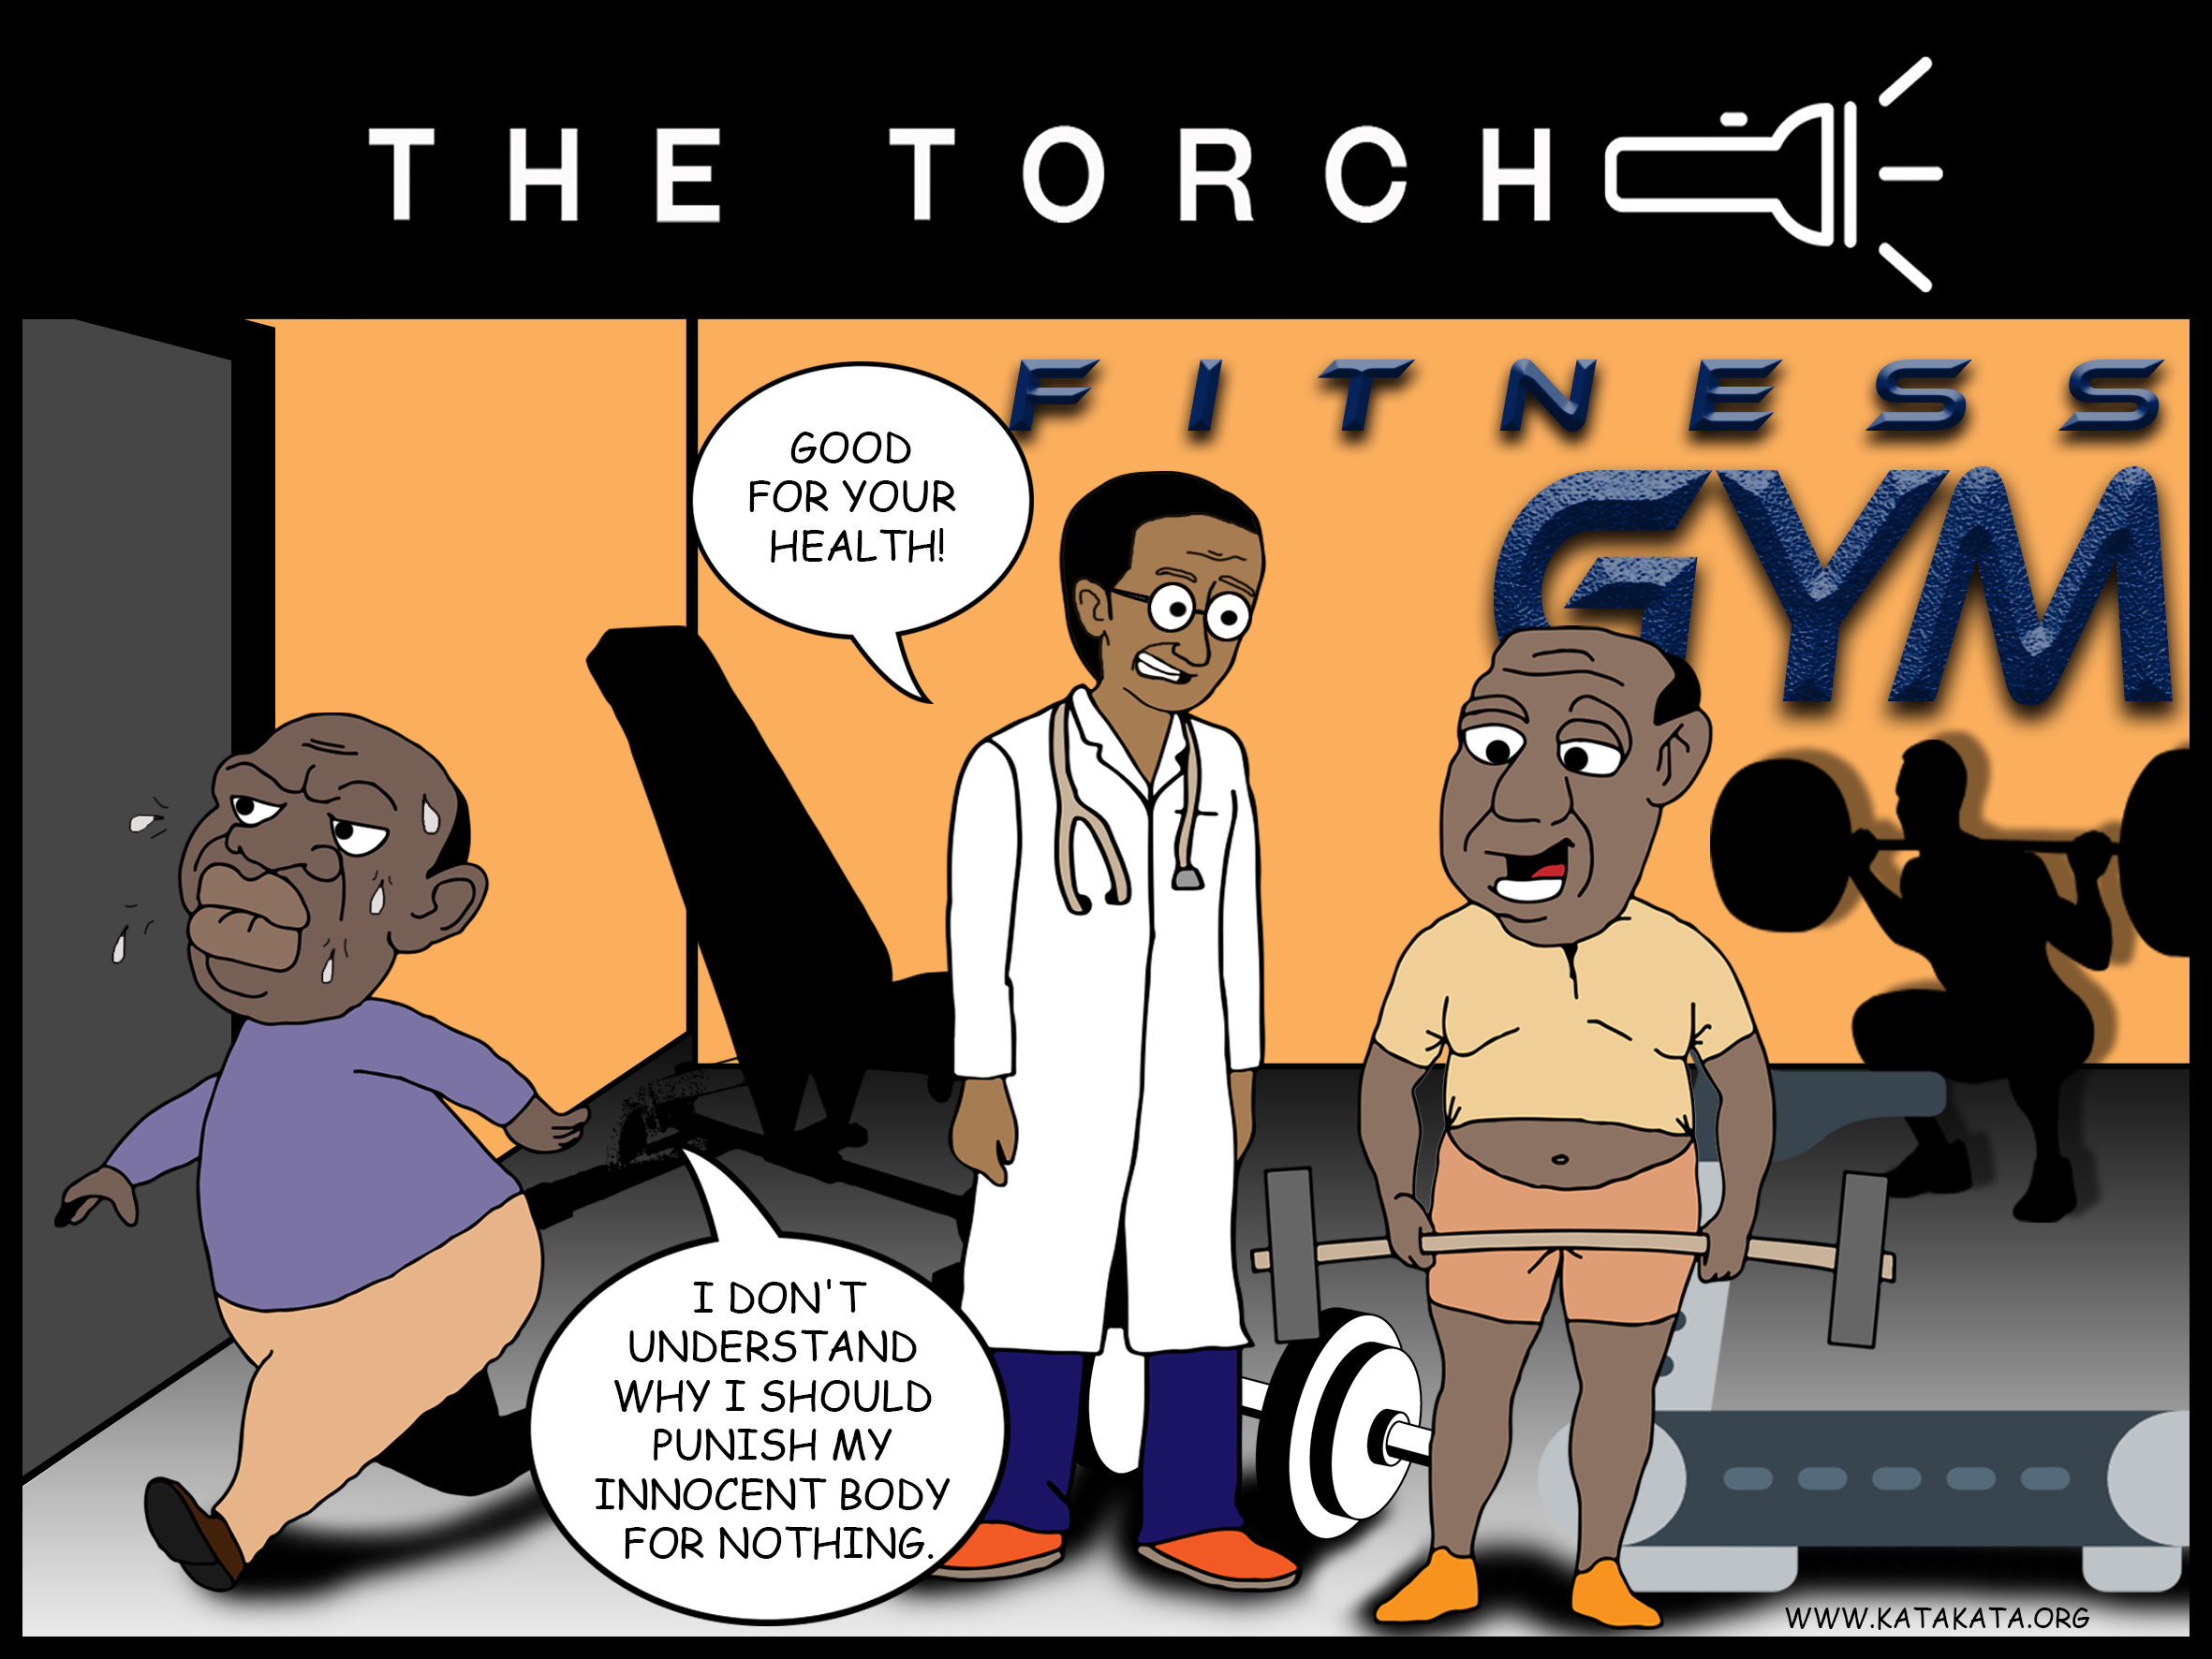 THE TORCH
FITNESS
GYM
GOOD
FOR YOUR
HEALTH!
I DON'T
UNDERSTAND
WHY I SHOULD
PUNISH MY
INNOCENT BODY
FOR NOTHING.
WWW.KATAKATA.ORG